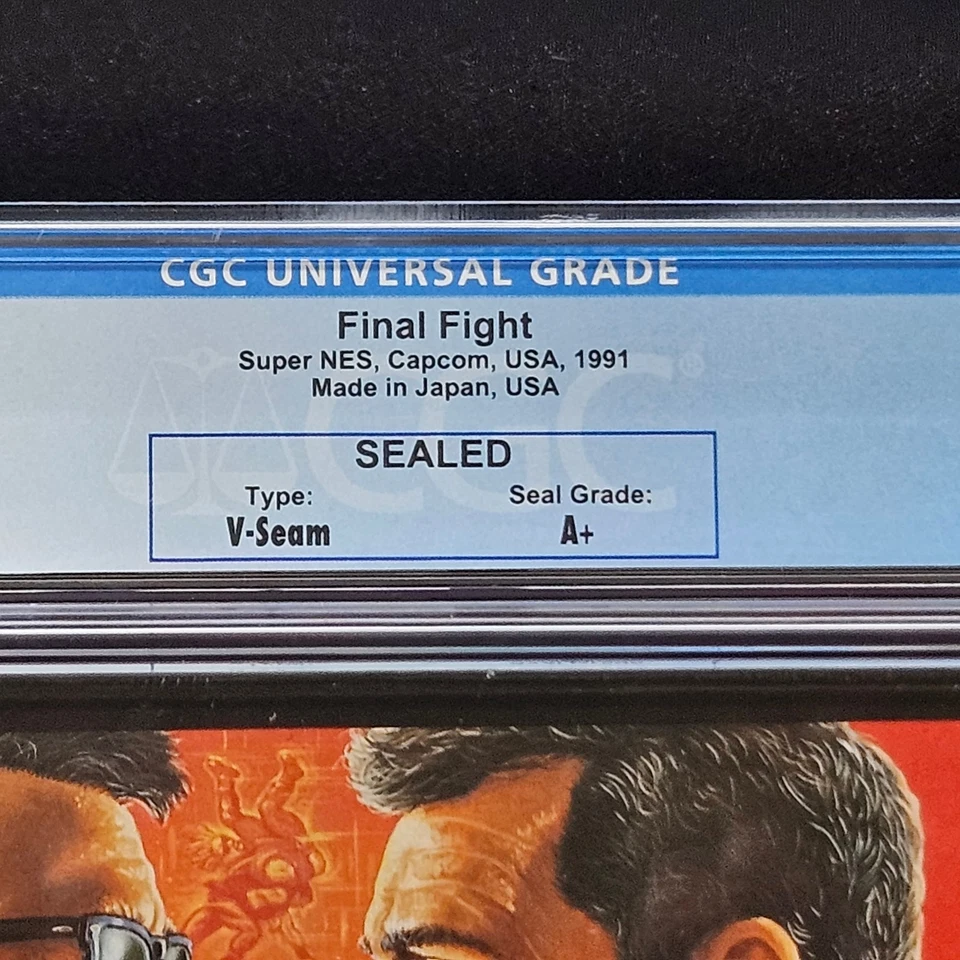 CGC UNIVERSAL GRADE
Final Fight
Super NES, Capcom, USA, 1991
Made in Japan, USA
CGC®
SEALED
Type: Seal Grade:
V-Seam A+